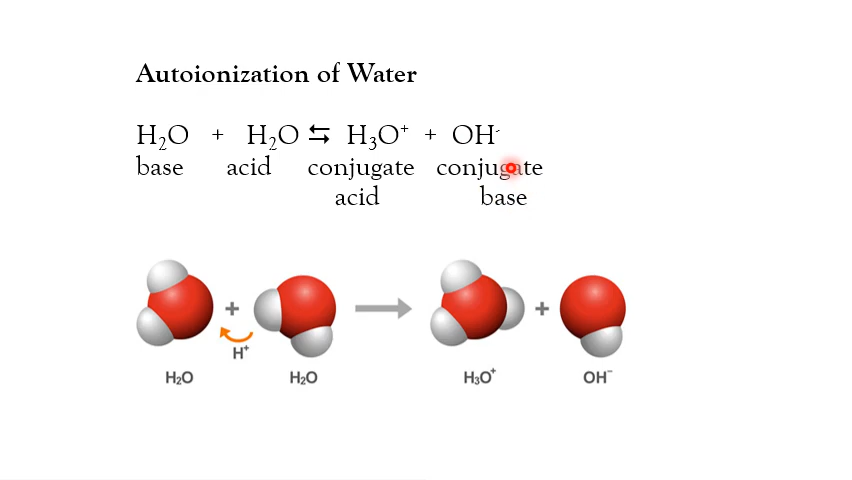 Autoionization of Water
H₂O + H₂O ⇆ H₃O⁺ + OH⁻
base acid conjugate conjugate
acid base
+ +
H⁺
H₂O H₂O H₃O⁺ OH⁻